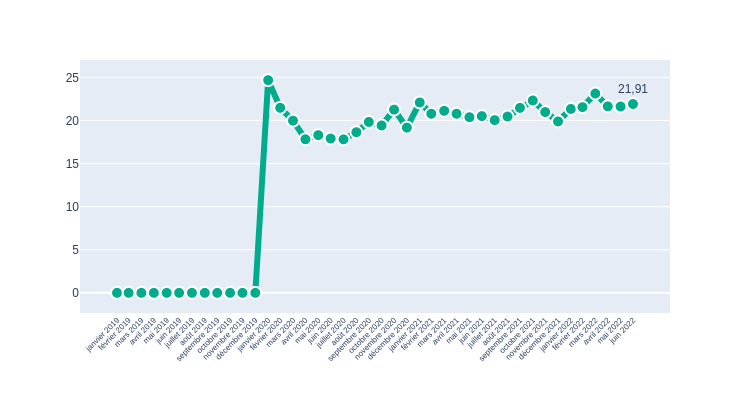 25
20
15
10
5
0
21,91
janvier 2019
février 2019
mars 2019
avril 2019
mai 2019
juin 2019
juillet 2019
août 2019
septembre 2019
octobre 2019
novembre 2019
décembre 2019
janvier 2020
février 2020
mars 2020
avril 2020
mai 2020
juin 2020
juillet 2020
août 2020
septembre 2020
octobre 2020
novembre 2020
décembre 2020
janvier 2021
février 2021
mars 2021
avril 2021
mai 2021
juin 2021
juillet 2021
août 2021
septembre 2021
octobre 2021
novembre 2021
décembre 2021
janvier 2022
février 2022
mars 2022
avril 2022
mai 2022
juin 2022